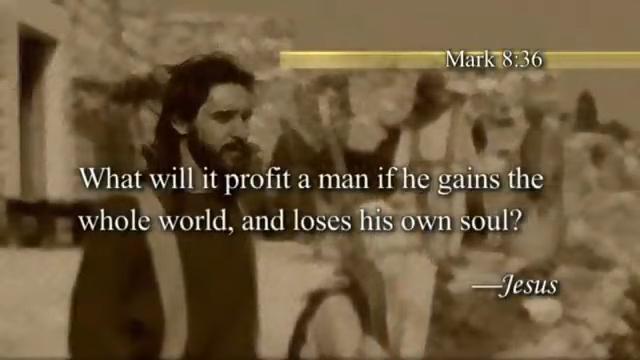 Mark 8:36
What will it profit a man if he gains the
whole world, and loses his own soul?
—Jesus